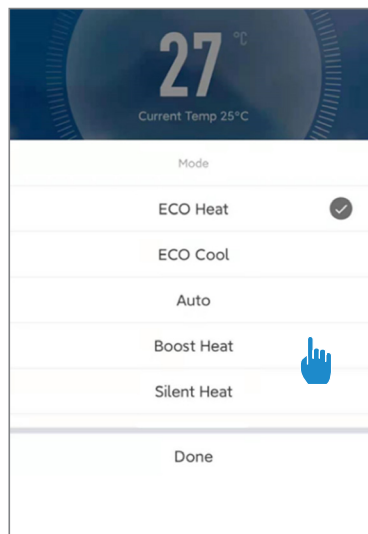 27 °C
Current Temp 25°C
Mode
ECO Heat
ECO Cool
Auto
Boost Heat
Silent Heat
Done